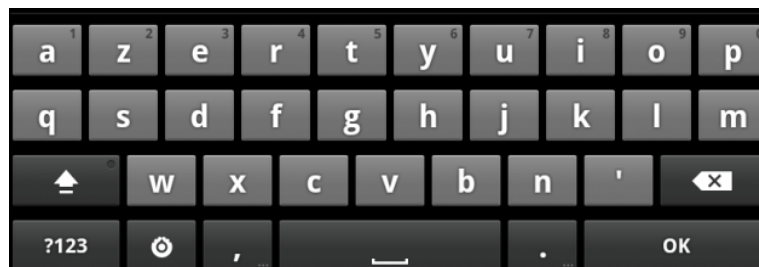 a 1 z 2 e 3 r 4 t 5 y 6 u 7 i 8 o 9 p
q s d f g h j k l m
w x c v b n '
?123 , ... . ... OK